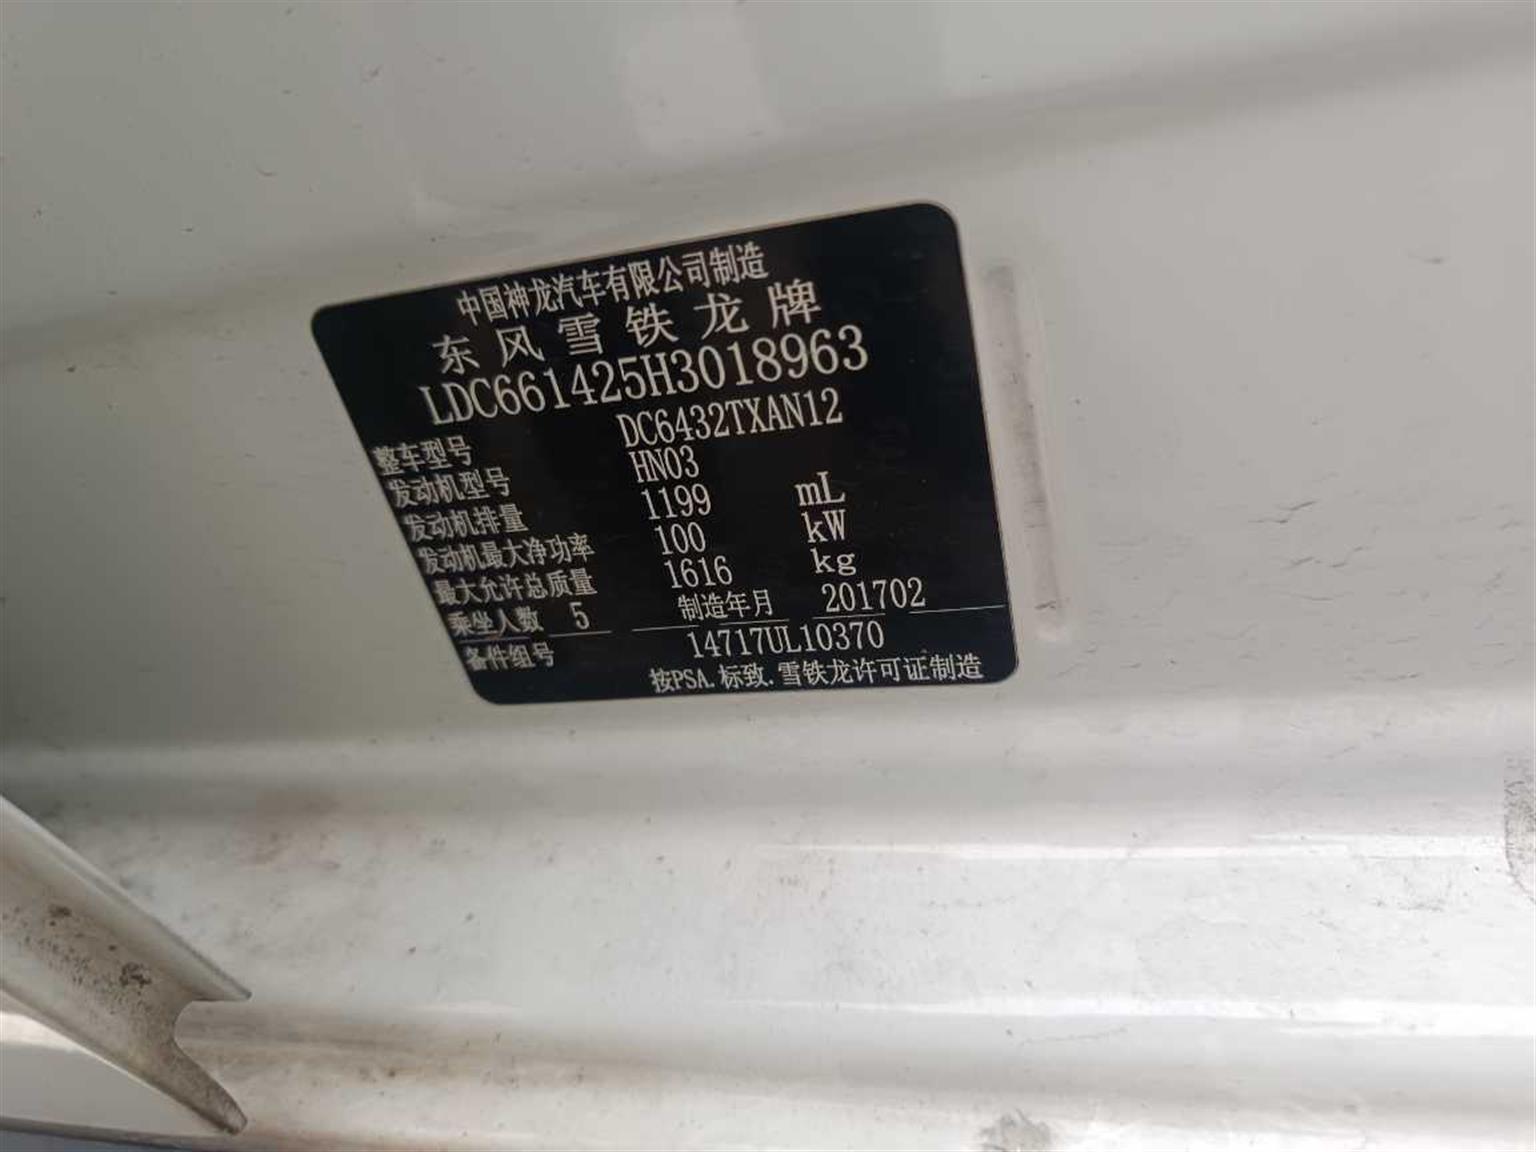 中国神龙汽车有限公司制造
东风雪铁龙牌
LDC661425H3018963
整车型号 DC6432TXAN12
发动机型号 HN03
发动机排量 1199 mL
发动机最大净功率 100 kW
最大允许总质量 1616 kg
乘坐人数 5 制造年月 201702
备件组号 14717UL10370
按PSA.标致.雪铁龙许可证制造